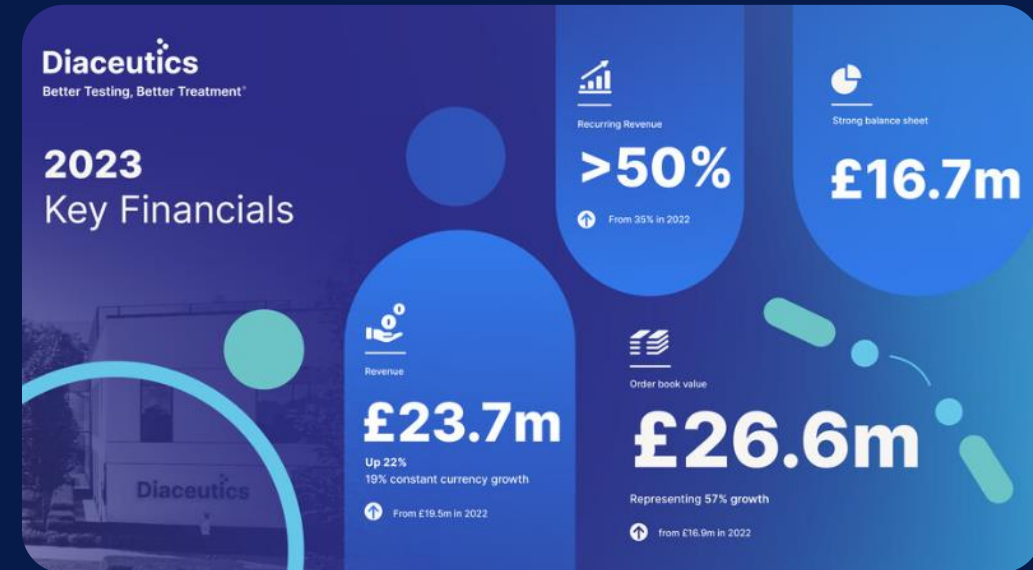 Diaceutics
Better Testing, Better Treatment®
2023
Key Financials
Diaceutics
Revenue
£23.7m
Up 22%
19% constant currency growth
From £19.5m in 2022
Recurring Revenue
>50%
From 35% in 2022
Strong balance sheet
£16.7m
Order book value
£26.6m
Representing 57% growth
from £16.9m in 2022